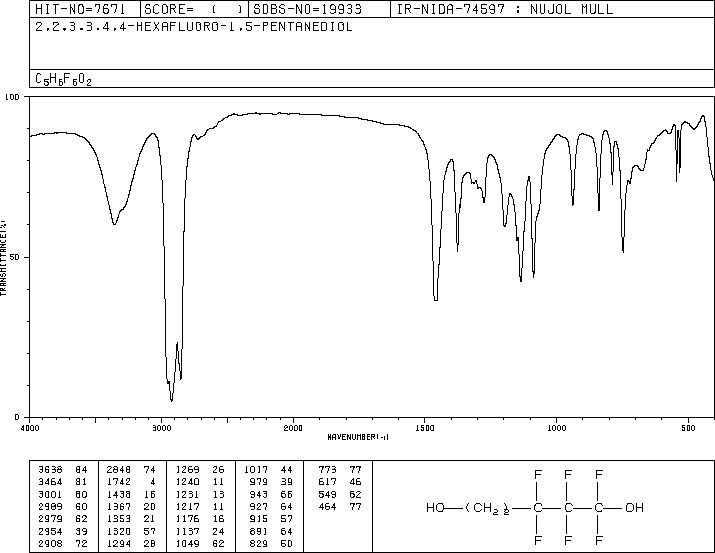 HIT-NO=7671 SCORE= ( ) SDBS-NO=19933 IR-NIDA-74597 : NUJOL MULL
2,2,3,3,4,4-HEXAFLUORO-1,5-PENTANEDIOL
C5H6F6O2
100
50
0
TRANSMITTANCE(%)
4000 3000 2000 1500 1000 500
WAVENUMBER(-1)
3638 84 2848 74 1269 26 1017 44 773 77
3464 81 1742 4 1240 11 979 39 617 46
3001 80 1438 16 1231 13 943 66 549 62
2989 60 1367 20 1217 11 927 64 464 77
2979 62 1353 21 1176 16 915 57
2954 39 1320 57 1137 24 891 64
2908 72 1294 28 1049 62 829 50
F F F
HO—(CH2)2—C—C—C—OH
F F F